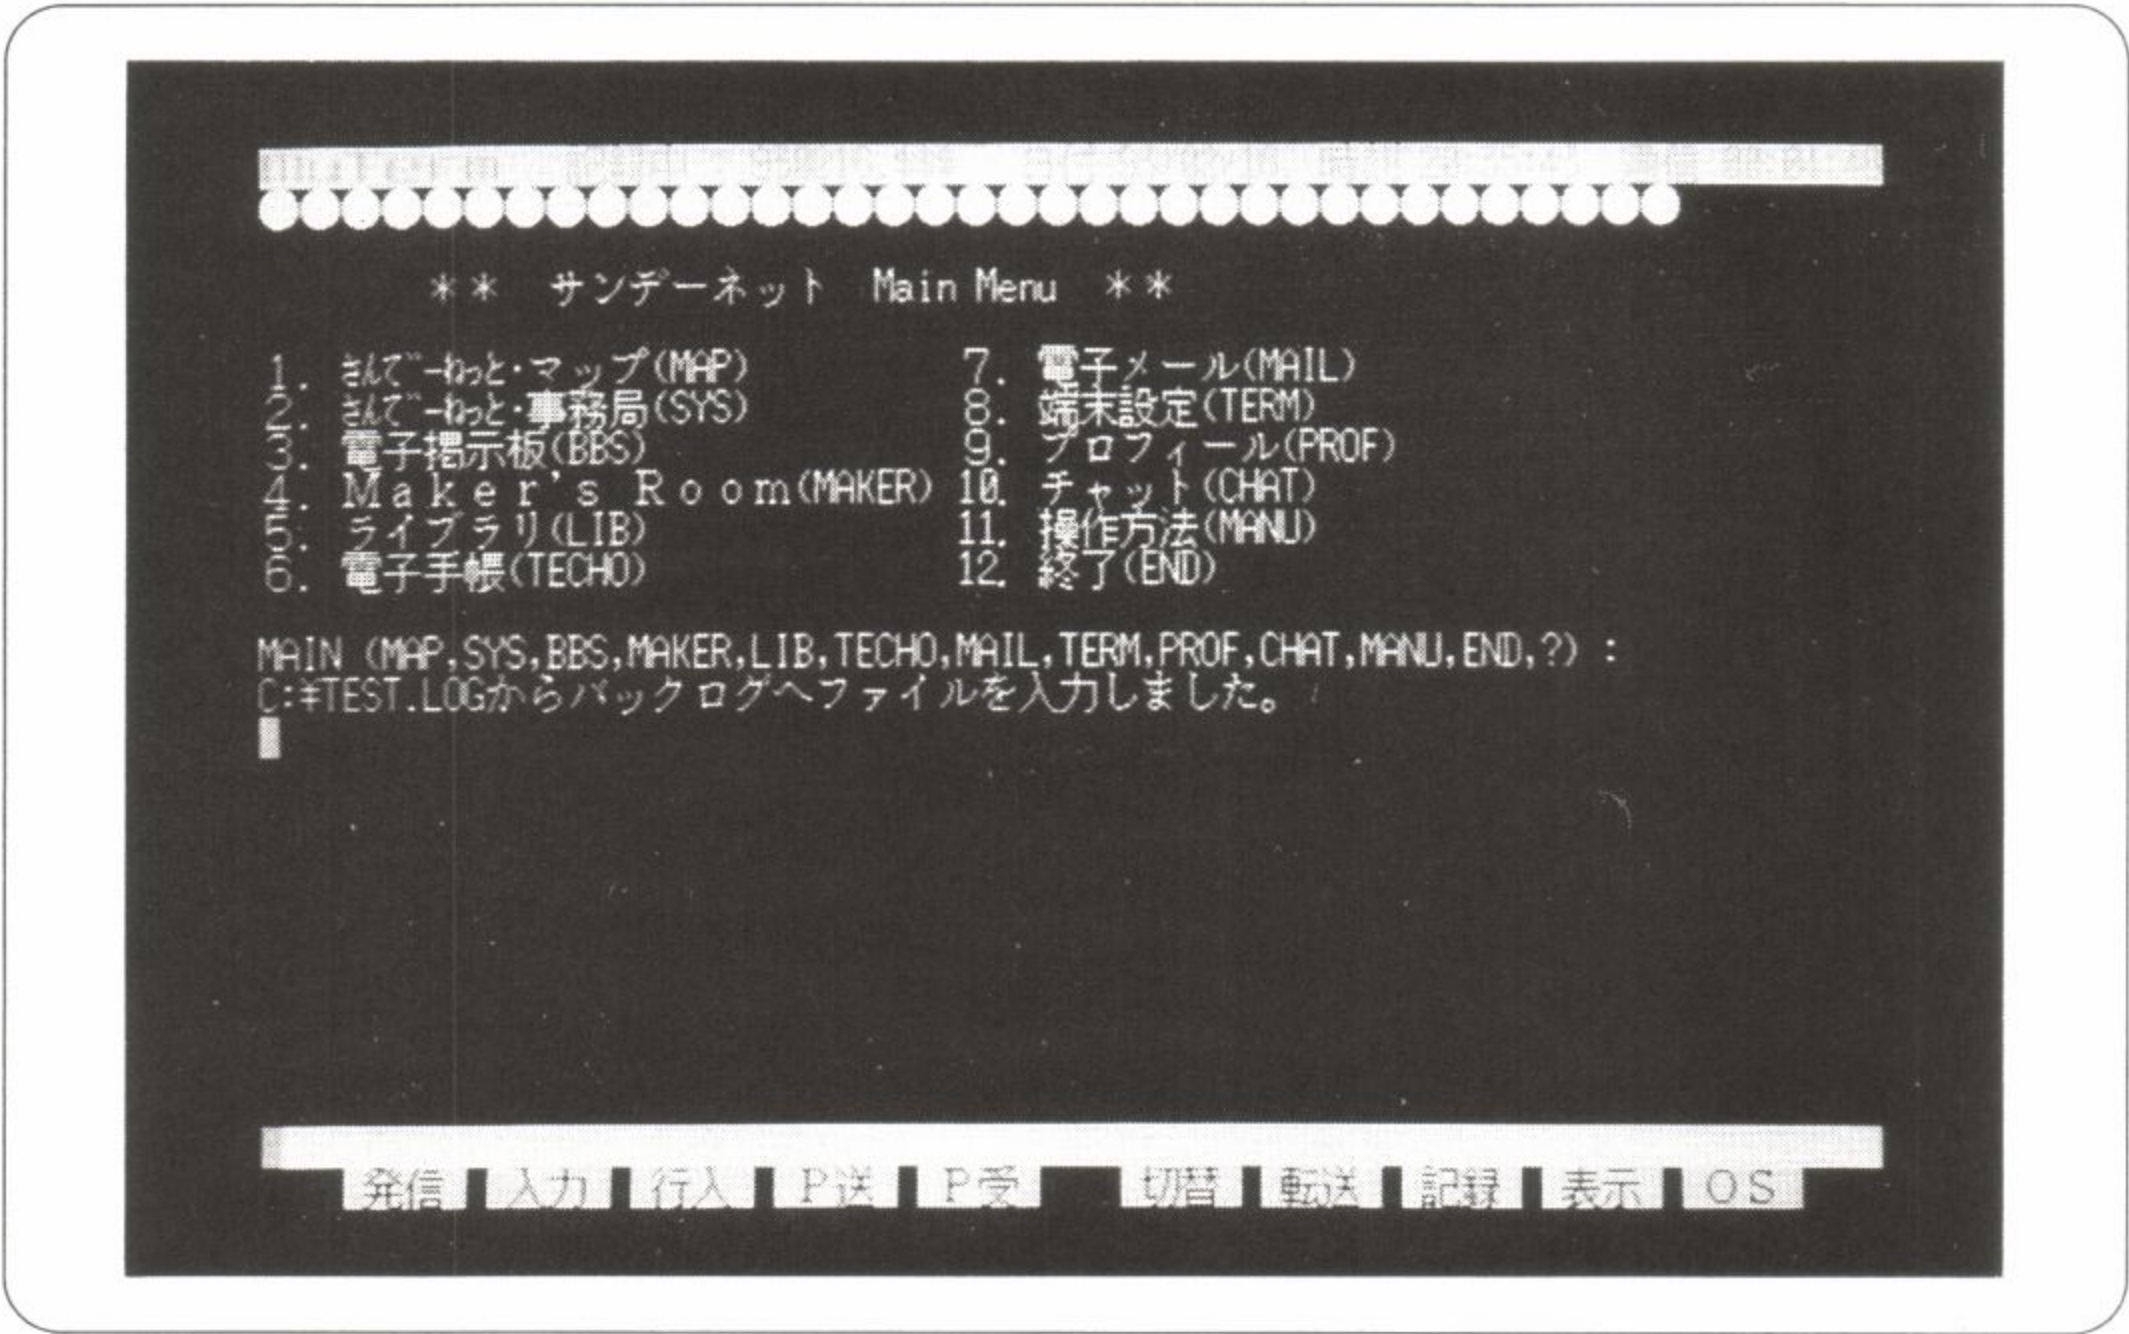 ●●●●●●●●●●●●●●●●●●●●●●●●●●●●●●●●●●●
** サンデーネット Main Menu **
1. さんでーねっと・マップ(MAP) 7. 電子メール(MAIL)
2. さんでーねっと・事務局(SYS) 8. 端末設定(TERM)
3. 電子掲示板(BBS) 9. プロフィール(PROF)
4. Maker's Room(MAKER) 10. チャット(CHAT)
5. ライブラリ(LIB) 11. 操作方法(MANU)
6. 電子手帳(TECHO) 12. 終了(END)
MAIN (MAP,SYS,BBS,MAKER,LIB,TECHO,MAIL,TERM,PROF,CHAT,MANU,END,?) :
C:¥TEST.LOGからバックログへファイルを入力しました。
発信 入力 行入 P送 P受 切替 転送 記録 表示 OS